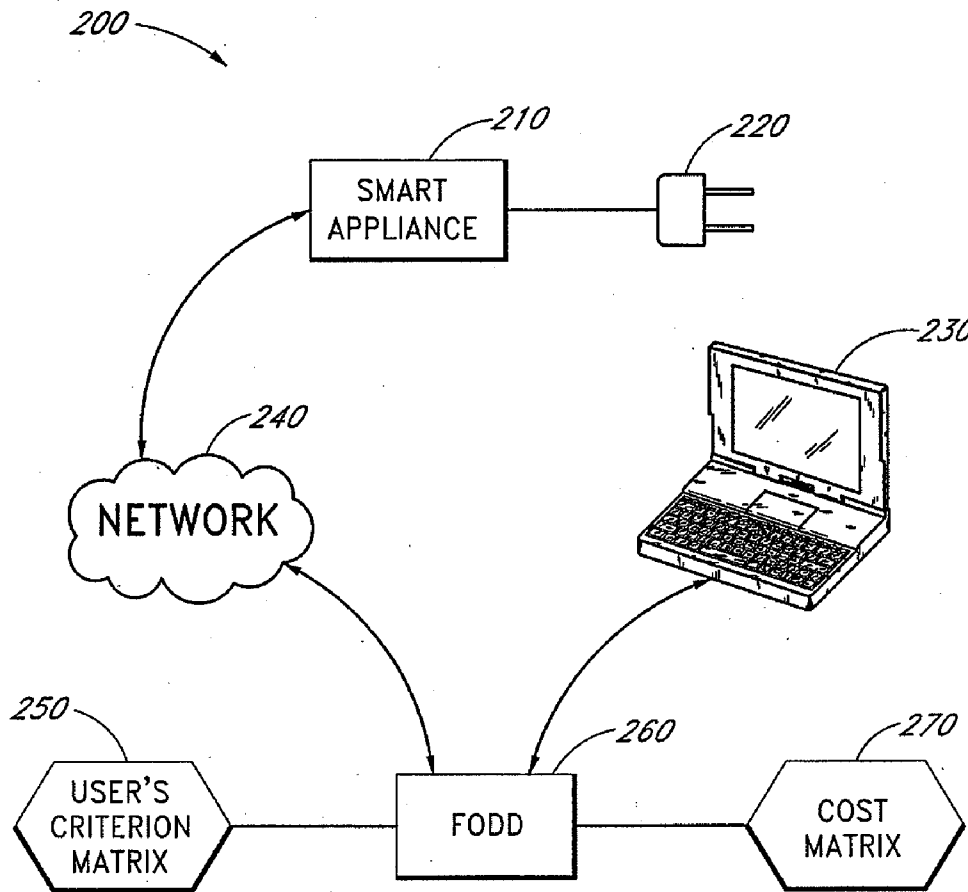 200
210
220
SMART
APPLIANCE
230
240
NETWORK
250
260
270
USER'S
CRITERION
MATRIX
FODD
COST
MATRIX